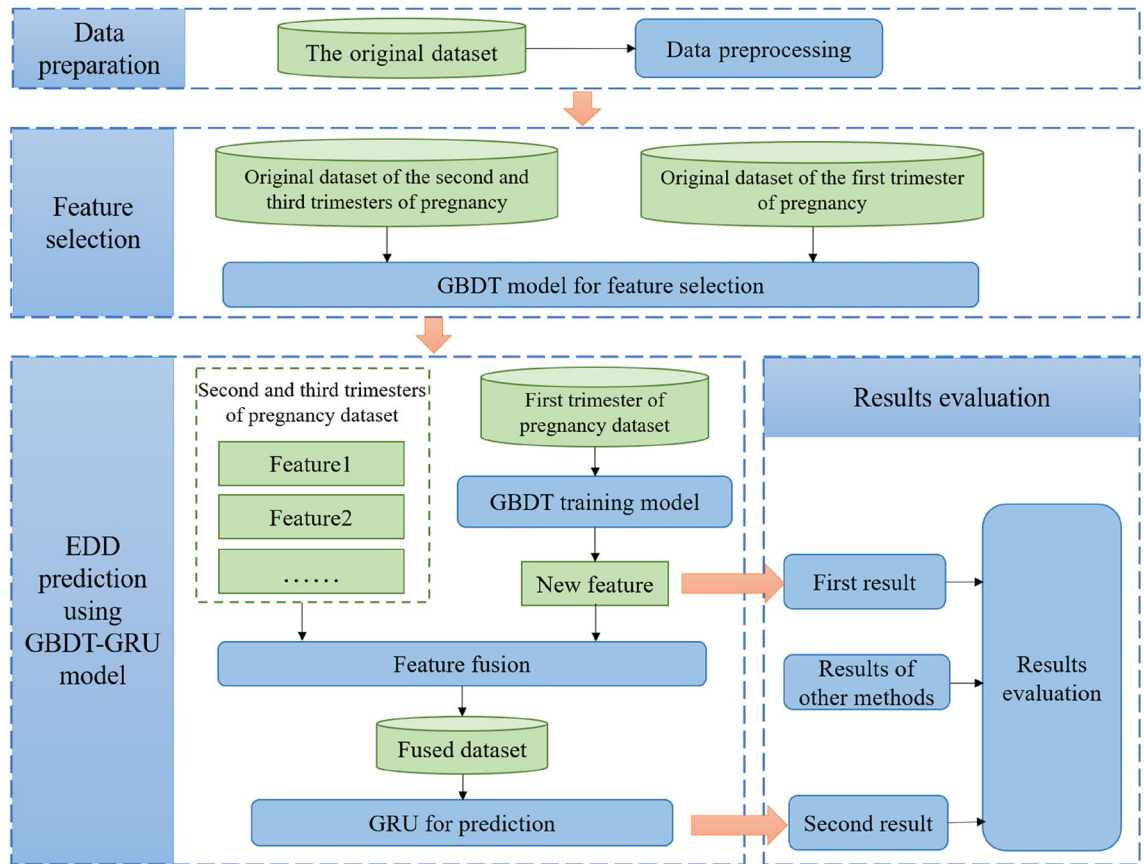 Data
preparation
The original dataset
Data preprocessing
Feature
selection
Original dataset of the second and
third trimesters of pregnancy
Original dataset of the first trimester
of pregnancy
GBDT model for feature selection
EDD
prediction
using
GBDT-GRU
model
Second and third trimesters
of pregnancy dataset
Feature1
Feature2
……
First trimester of
pregnancy dataset
GBDT training model
New feature
Feature fusion
Fused dataset
GRU for prediction
Results evaluation
First result
Results of
other methods
Second result
Results
evaluation